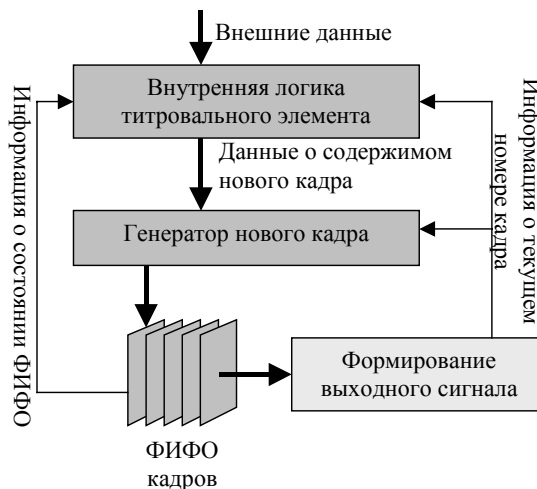 Внешние данные
Внутренняя логика
титровального элемента
Данные о содержимом
нового кадра
Генератор нового кадра
Информация о состоянии ФИФО
Информация о текущем
номере кадра
Формирование
выходного сигнала
ФИФО
кадров